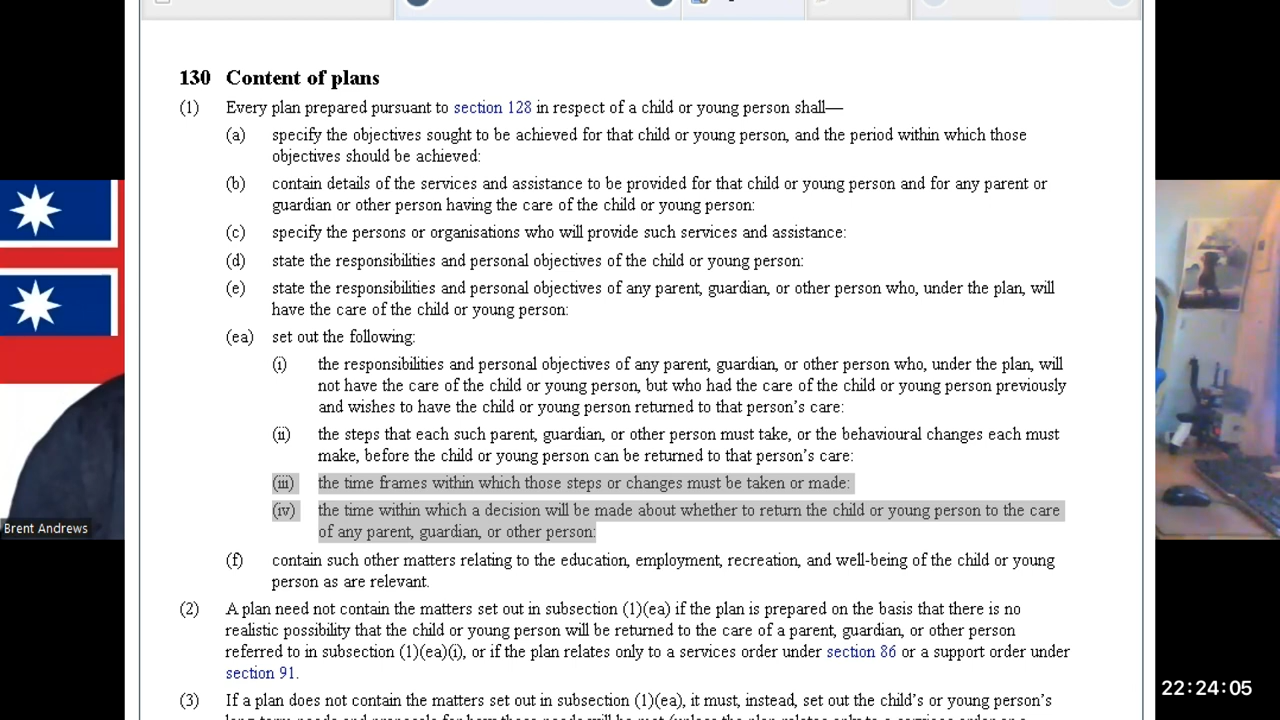 130 Content of plans
(1) Every plan prepared pursuant to section 128 in respect of a child or young person shall—
(a) specify the objectives sought to be achieved for that child or young person, and the period within which those
objectives should be achieved:
(b) contain details of the services and assistance to be provided for that child or young person and for any parent or
guardian or other person having the care of the child or young person:
(c) specify the persons or organisations who will provide such services and assistance:
(d) state the responsibilities and personal objectives of the child or young person:
(e) state the responsibilities and personal objectives of any parent, guardian, or other person who, under the plan, will
have the care of the child or young person:
(ea) set out the following:
(i) the responsibilities and personal objectives of any parent, guardian, or other person who, under the plan, will
not have the care of the child or young person, but who had the care of the child or young person previously
and wishes to have the child or young person returned to that person's care:
(ii) the steps that each such parent, guardian, or other person must take, or the behavioural changes each must
make, before the child or young person can be returned to that person's care:
(iii) the time frames within which those steps or changes must be taken or made:
(iv) the time within which a decision will be made about whether to return the child or young person to the care
of any parent, guardian, or other person:
Brent Andrews
(f) contain such other matters relating to the education, employment, recreation, and well-being of the child or young
person as are relevant.
(2) A plan need not contain the matters set out in subsection (1)(ea) if the plan is prepared on the basis that there is no
realistic possibility that the child or young person will be returned to the care of a parent, guardian, or other person
referred to in subsection (1)(ea)(i), or if the plan relates only to a services order under section 86 or a support order under
section 91.
22:24:05
(3) If a plan does not contain the matters set out in subsection (1)(ea), it must, instead, set out the child's or young person's